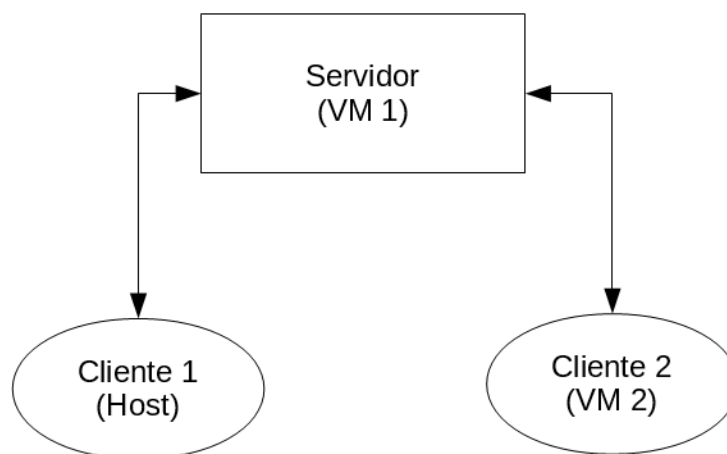 Servidor
(VM 1)
Cliente 1
(Host)
Cliente 2
(VM 2)